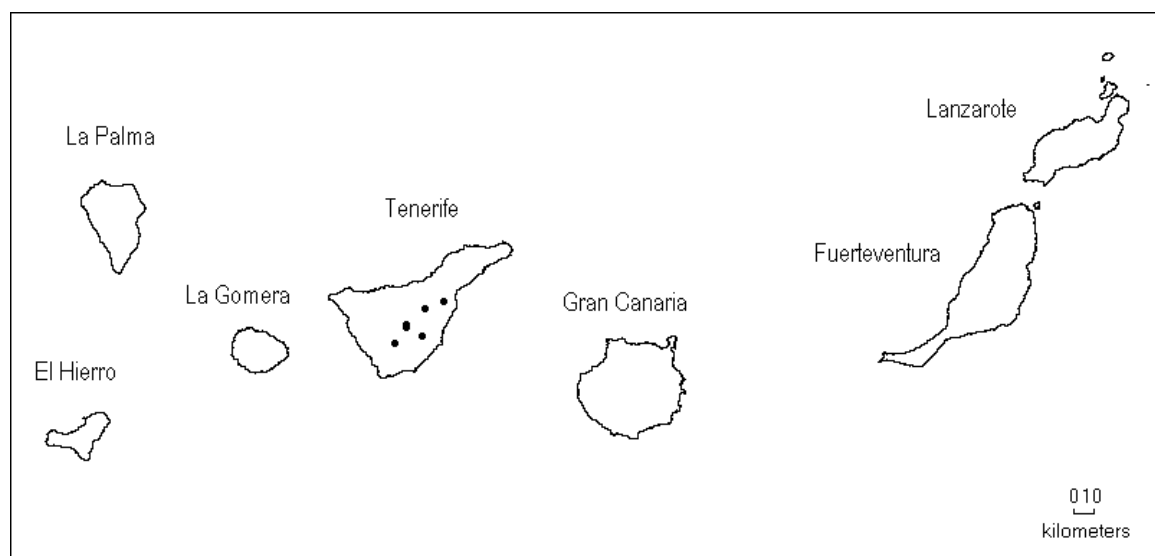 Lanzarote
La Palma
Tenerife
Fuerteventura
La Gomera
Gran Canaria
El Hierro
0 10
kilometers